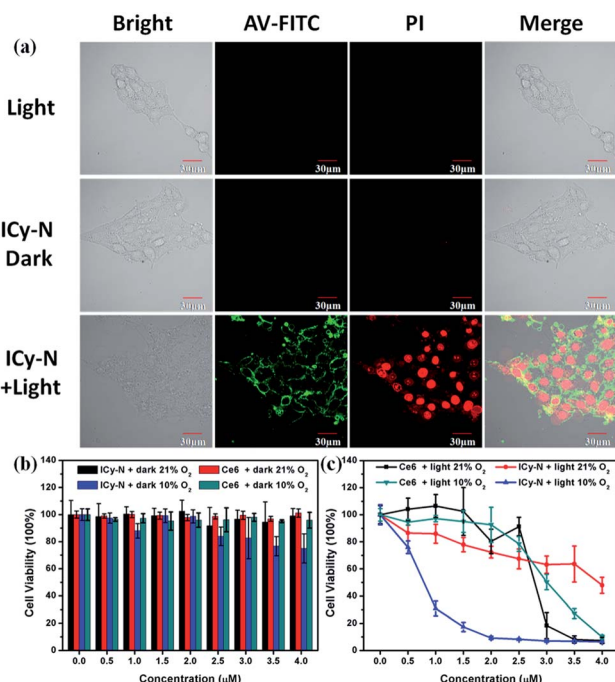 Bright AV-FITC PI Merge
(a)
Light
30μm 30μm 30μm 30μm
ICy-N
Dark
30μm 30μm 30μm 30μm
ICy-N
+Light
30μm 30μm 30μm 30μm
(b)
ICy-N + dark 21% O2 Ce6 + dark 21% O2
ICy-N + dark 10% O2 Ce6 + dark 10% O2
Cell Viability (100%)
140
120
100
80
60
40
20
0
0.0 0.5 1.0 1.5 2.0 2.5 3.0 3.5 4.0
Concentration (μM)
(c)
Ce6 + light 21% O2 ICy-N + light 21% O2
Ce6 + light 10% O2 ICy-N + light 10% O2
Cell Viability (100%)
140
120
100
80
60
40
20
0
0.0 0.5 1.0 1.5 2.0 2.5 3.0 3.5 4.0
Concentration (μM)